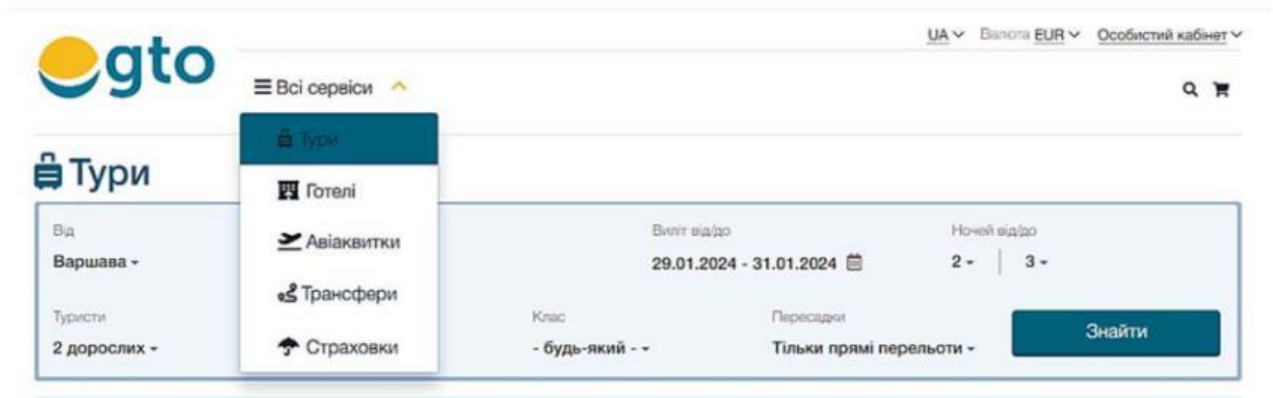 gto
UA Валюта EUR Особистий кабінет
Всі сервіси
Тури
Готелі
Авіаквитки
Трансфери
Страховки
Тури
Від
Варшава
Виліт від/до
29.01.2024 - 31.01.2024
Ночей від/до
2 3
Туристи
2 дорослих
Клас
- будь-який -
Пересадки
Тільки прямі перельоти
Знайти